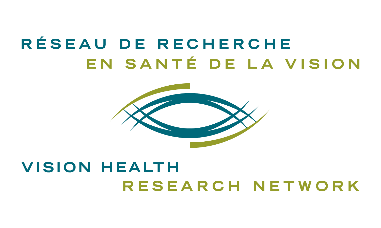 RÉSEAU DE RECHERCHE
EN SANTÉ DE LA VISION
VISION HEALTH
RESEARCH NETWORK